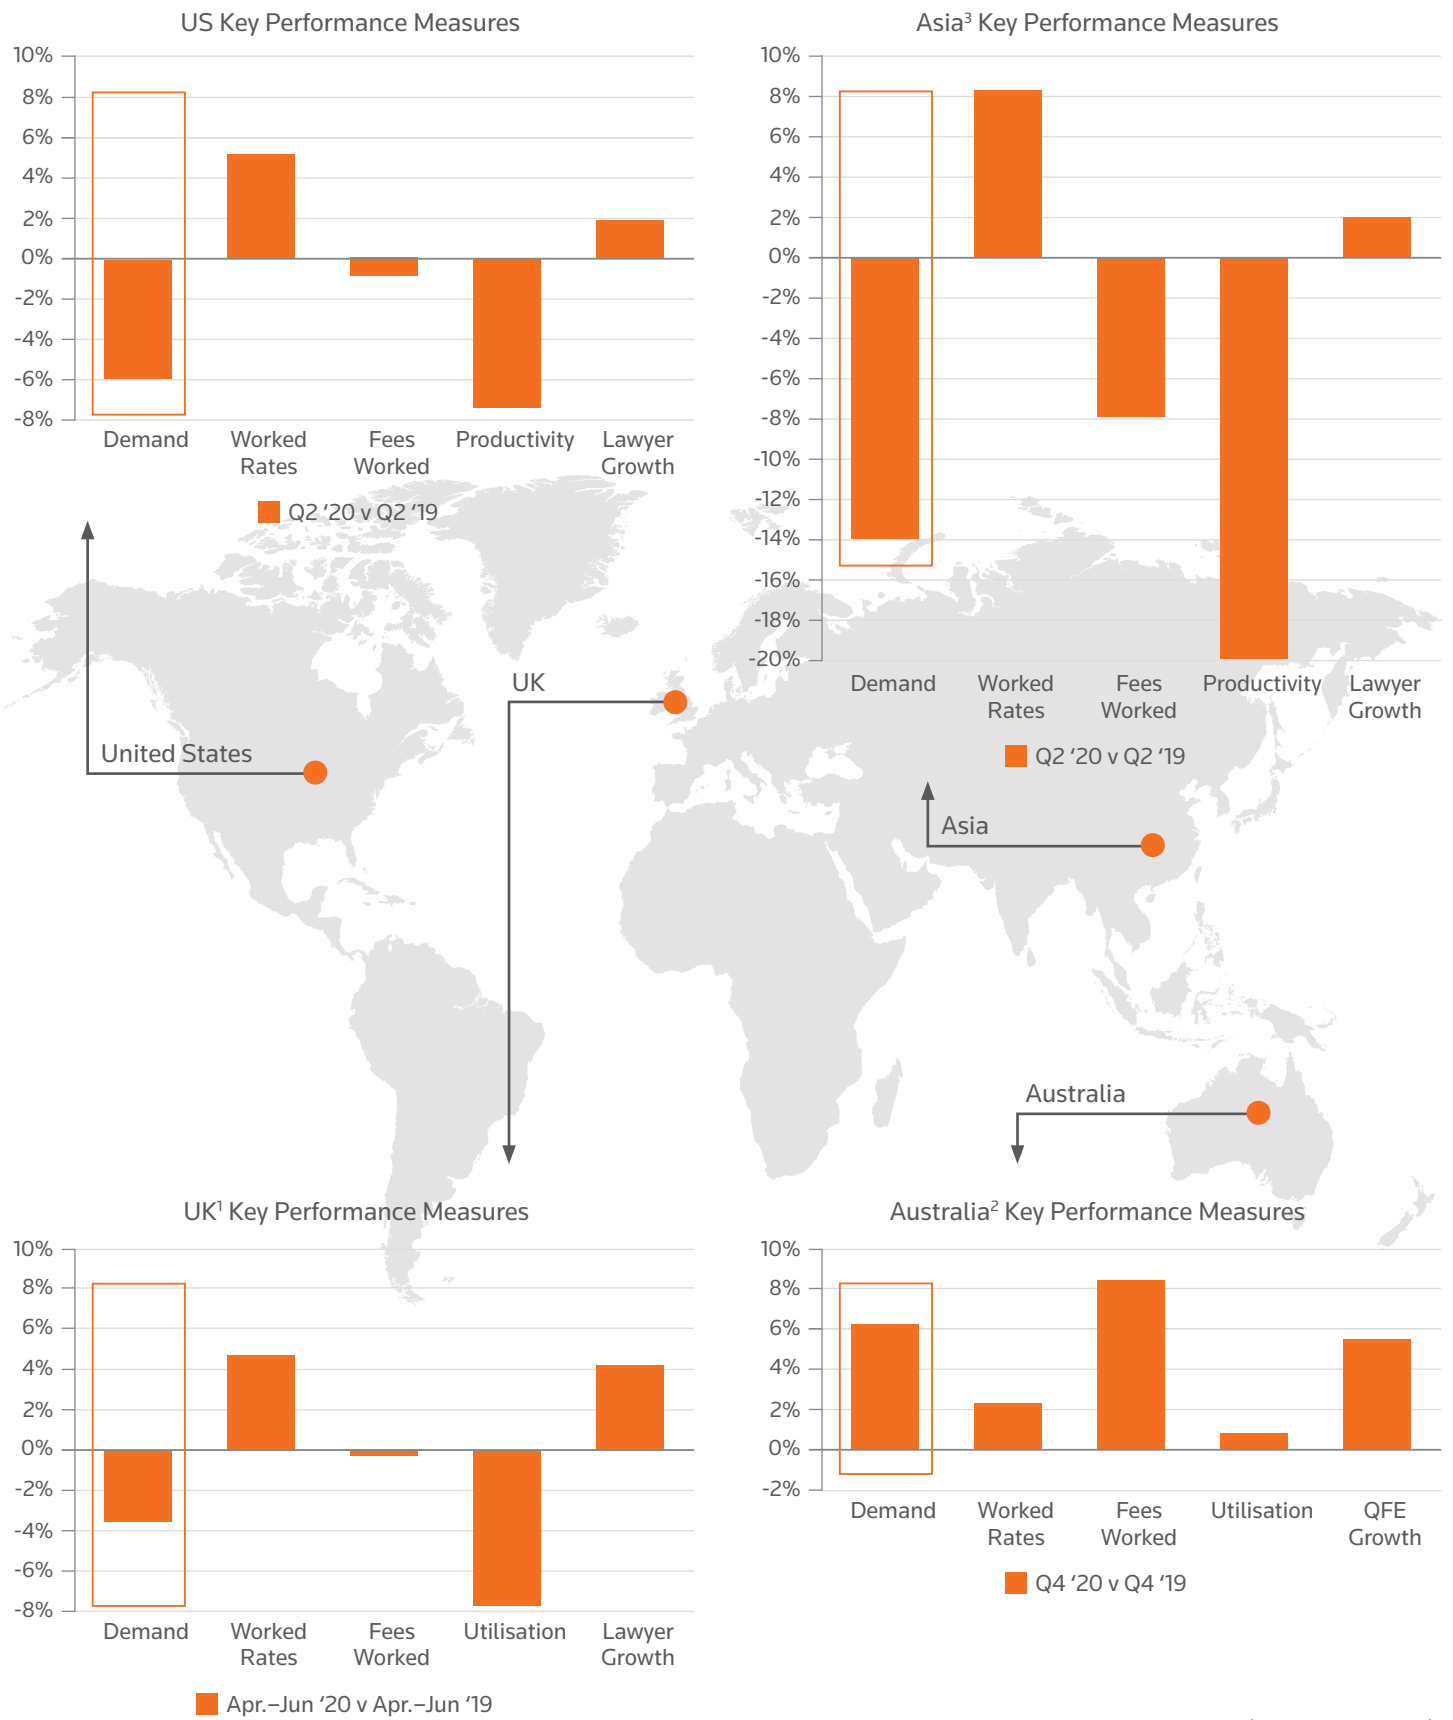 US Key Performance Measures
10%
8%
6%
4%
2%
0%
-2%
-4%
-6%
-8%
Demand
Worked
Rates
Fees
Worked
Productivity
Lawyer
Growth
Q2 ‘20 v Q2 ‘19
Asia³ Key Performance Measures
10%
8%
6%
4%
2%
0%
-2%
-4%
-6%
-8%
-10%
-12%
-14%
-16%
-18%
-20%
Demand
Worked
Rates
Fees
Worked
Productivity
Lawyer
Growth
Q2 ‘20 v Q2 ‘19
United States
UK
Asia
Australia
UK¹ Key Performance Measures
10%
8%
6%
4%
2%
0%
-2%
-4%
-6%
-8%
Demand
Worked
Rates
Fees
Worked
Utilisation
Lawyer
Growth
Apr.–Jun ‘20 v Apr.–Jun ‘19
Australia² Key Performance Measures
10%
8%
6%
4%
2%
0%
-2%
Demand
Worked
Rates
Fees
Worked
Utilisation
QFE
Growth
Q4 ‘20 v Q4 ‘19